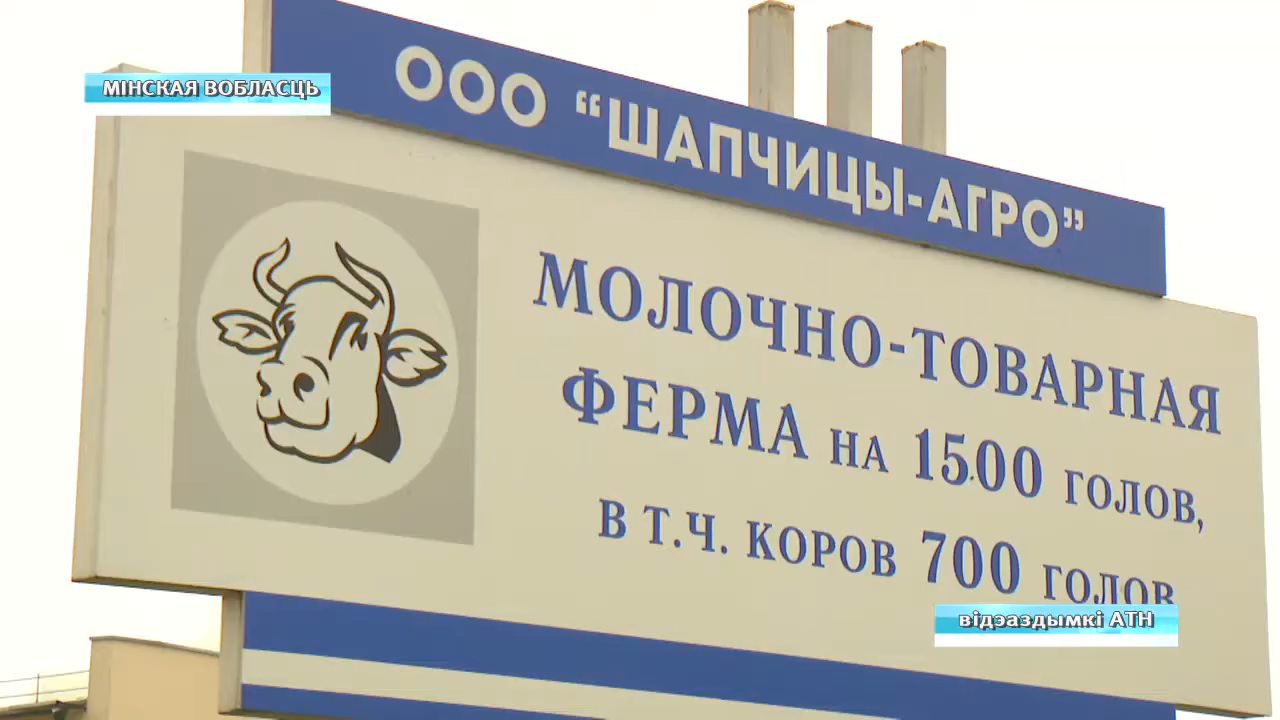 МІНСКАЯ ВОБЛАСЦЬ
ООО "ШАПЧИЦЫ-АГРО"
МОЛОЧНО-ТОВАРНАЯ
ФЕРМА НА 1500 ГОЛОВ,
В Т.Ч. КОРОВ 700 ГОЛОВ
відэаздымкі АТН